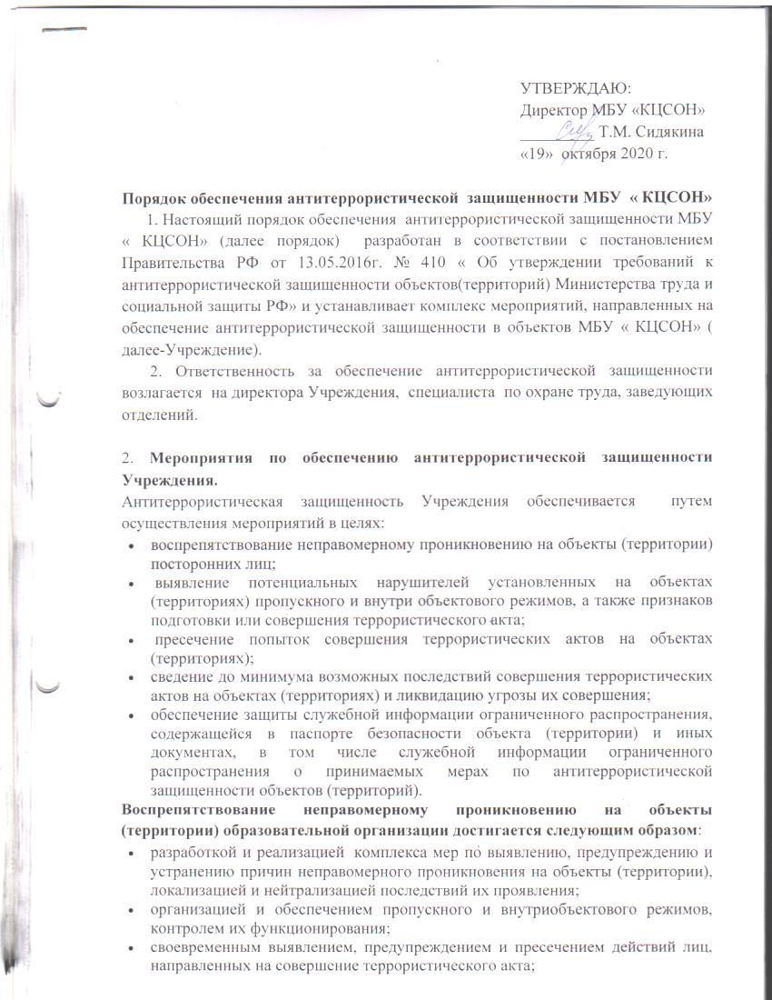 УТВЕРЖДАЮ:
Директор МБУ «КЦСОН»
_________ Т.М. Сидякина
«19»  октября 2020 г.
Порядок обеспечения антитеррористической  защищенности МБУ  « КЦСОН»
1. Настоящий порядок обеспечения  антитеррористической защищенности МБУ
« КЦСОН» (далее порядок)  разработан в соответствии с постановлением
Правительства РФ от 13.05.2016г. № 410 « Об утверждении требований к
антитеррористической защищенности объектов(территорий) Министерства труда и
социальной защиты РФ» и устанавливает комплекс мероприятий, направленных на
обеспечение антитеррористической защищенности в объектов МБУ « КЦСОН» (
далее-Учреждение).
2. Ответственность за обеспечение антитеррористической защищенности
возлагается  на директора Учреждения,  специалиста  по охране труда, заведующих
отделений.
2. Мероприятия по обеспечению антитеррористической защищенности
Учреждения.
Антитеррористическая защищенность Учреждения обеспечивается  путем
осуществления мероприятий в целях:
• воспрепятствование неправомерному проникновению на объекты (территории)
посторонних лиц;
• выявление потенциальных нарушителей установленных на объектах
(территориях) пропускного и внутри объектового режимов, а также признаков
подготовки или совершения террористического акта;
• пресечение попыток совершения террористических актов на объектах
(территориях);
• сведение до минимума возможных последствий совершения террористических
актов на объектах (территориях) и ликвидацию угрозы их совершения;
• обеспечение защиты служебной информации ограниченного распространения,
содержащейся в паспорте безопасности объекта (территории) и иных
документах, в том числе служебной информации ограниченного
распространения о принимаемых мерах по антитеррористической
защищенности объектов (территорий).
Воспрепятствование неправомерному проникновению на объекты
(территории) образовательной организации достигается следующим образом:
• разработкой и реализацией  комплекса мер по выявлению, предупреждению и
устранению причин неправомерного проникновения на объекты (территории),
локализацией и нейтрализацией последствий их проявления;
• организацией и обеспечением пропускного и внутриобъектового режимов,
контролем их функционирования;
• своевременным выявлением, предупреждением и пресечением действий лиц,
направленных на совершение террористического акта;